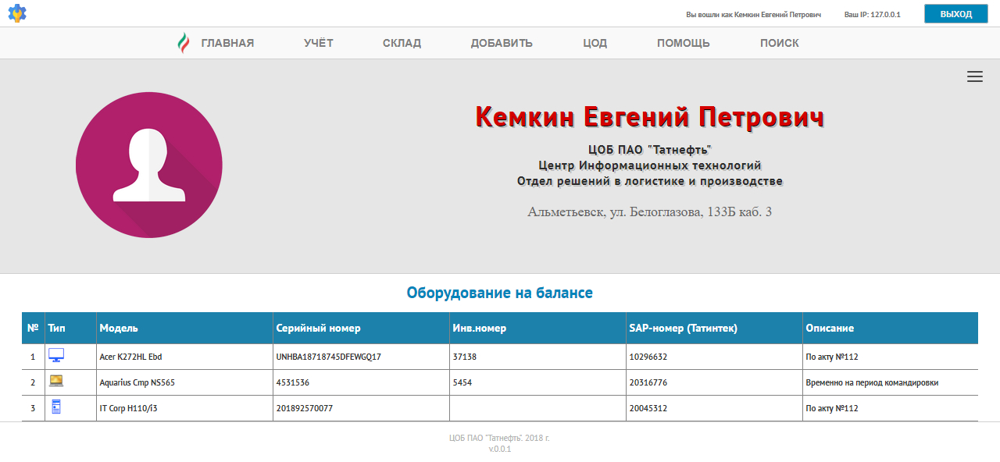 Вы вошли как Кемкин Евгений Петрович Ваш IP: 127.0.0.1 ВЫХОД
ГЛАВНАЯ УЧЁТ СКЛАД ДОБАВИТЬ ЦОД ПОМОЩЬ ПОИСК
Кемкин Евгений Петрович
ЦОБ ПАО "Татнефть"
Центр Информационных технологий
Отдел решений в логистике и производстве
Альметьевск, ул. Белоглазова, 133Б каб. 3
Оборудование на балансе
№ Тип Модель Серийный номер Инв.номер SAP-номер (Татинтек) Описание
1 Acer K272HL Ebd UNHBA18718745DFEWGQ17 37138 10296632 По акту №112
2 Aquarius Cmp NS565 4531536 5454 20316776 Временно на период командировки
3 IT Corp H110/i3 201892570077 20045312 По акту №112
ЦОБ ПАО "Татнефть". 2018 г.
v.0.0.1